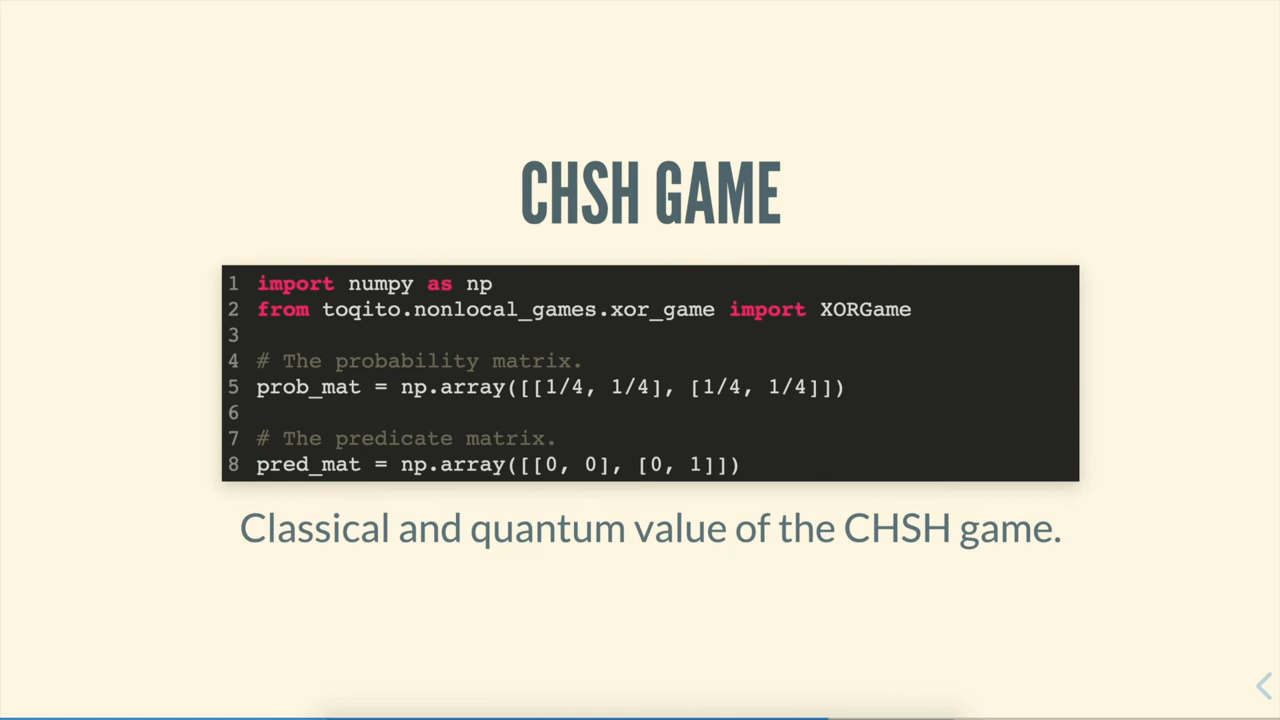 CHSH GAME
1 import numpy as np
2 from toqito.nonlocal_games.xor_game import XORGame
3
4 # The probability matrix.
5 prob_mat = np.array([[1/4, 1/4], [1/4, 1/4]])
6
7 # The predicate matrix.
8 pred_mat = np.array([[0, 0], [0, 1]])
Classical and quantum value of the CHSH game.